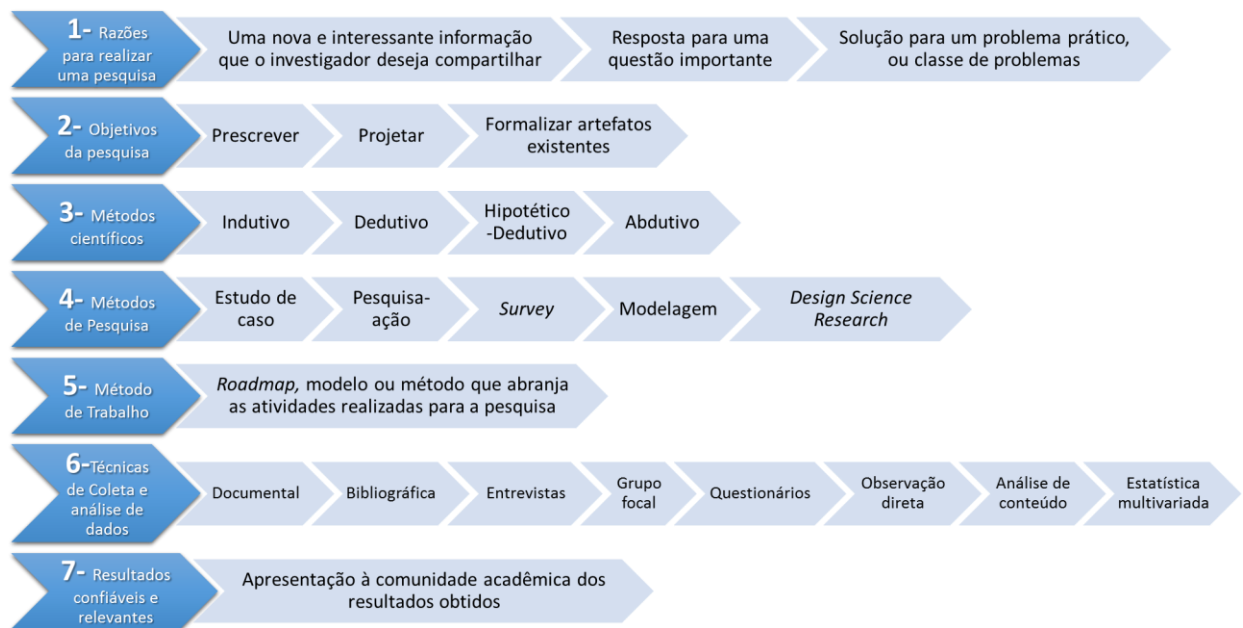 1- Razões
para realizar
uma pesquisa
Uma nova e interessante informação
que o investigador deseja compartilhar
Resposta para uma
questão importante
Solução para um problema prático,
ou classe de problemas
2- Objetivos
da pesquisa
Prescrever
Projetar
Formalizar artefatos
existentes
3- Métodos
científicos
Indutivo
Dedutivo
Hipotético
-Dedutivo
Abdutivo
4- Métodos
de Pesquisa
Estudo de
caso
Pesquisa-
ação
Survey
Modelagem
Design Science
Research
5- Método
de Trabalho
Roadmap, modelo ou método que abranja
as atividades realizadas para a pesquisa
6-Técnicas
de Coleta e
análise de
dados
Documental
Bibliográfica
Entrevistas
Grupo
focal
Questionários
Observação
direta
Análise de
conteúdo
Estatística
multivariada
7- Resultados
confiáveis e
relevantes
Apresentação à comunidade acadêmica dos
resultados obtidos